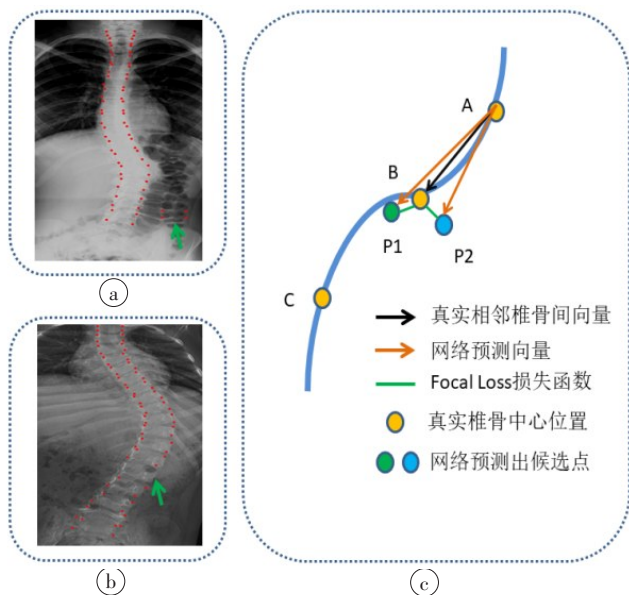 a
b
A
B
P1
P2
C
真实相邻椎骨间向量
网络预测向量
Focal Loss损失函数
真实椎骨中心位置
网络预测出候选点
c